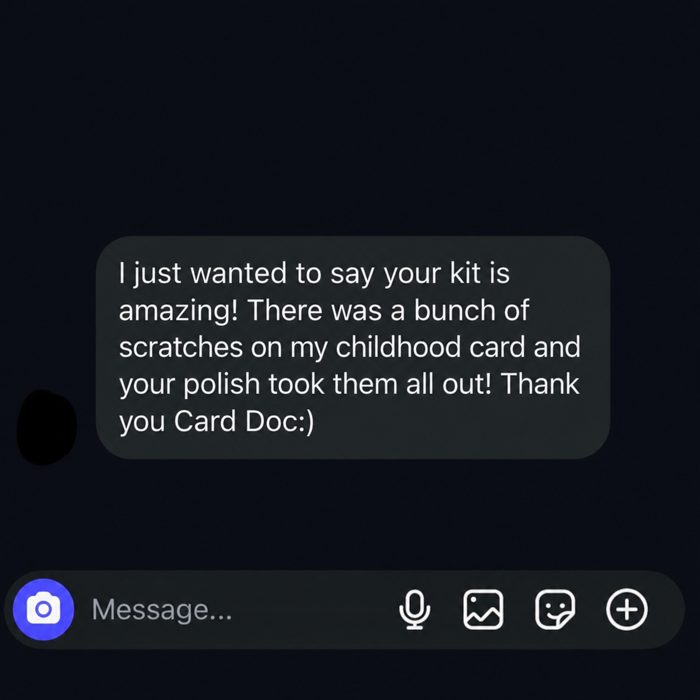 I just wanted to say your kit is
amazing! There was a bunch of
scratches on my childhood card and
your polish took them all out! Thank
you Card Doc:)
Message...